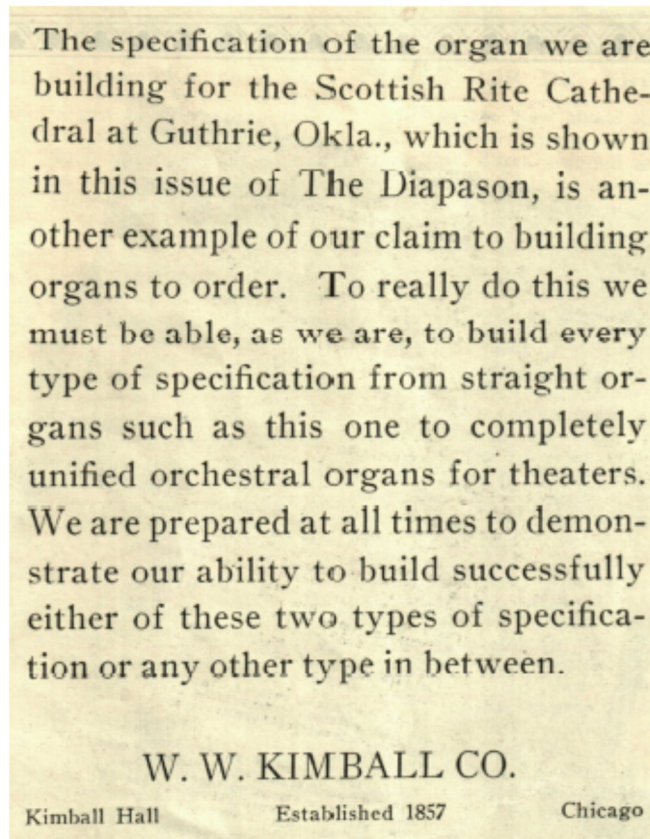 The specification of the organ we are
building for the Scottish Rite Cathe-
dral at Guthrie, Okla., which is shown
in this issue of The Diapason, is an-
other example of our claim to building
organs to order. To really do this we
must be able, as we are, to build every
type of specification from straight or-
gans such as this one to completely
unified orchestral organs for theaters.
We are prepared at all times to demon-
strate our ability to build successfully
either of these two types of specifica-
tion or any other type in between.
W. W. KIMBALL CO.
Kimball Hall Established 1857 Chicago